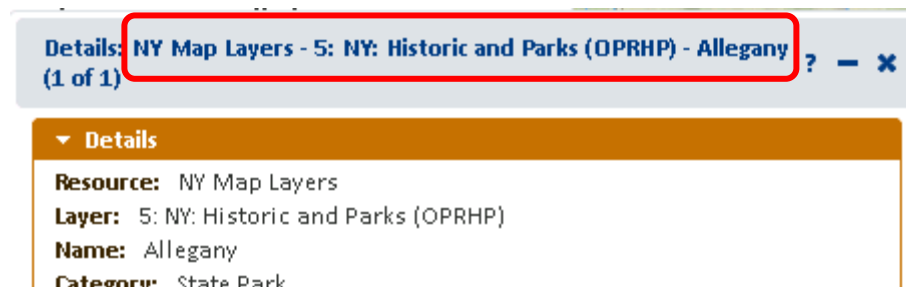 Details: NY Map Layers - 5: NY: Historic and Parks (OPRHP) - Allegany
(1 of 1)
? – ×
▼ Details
Resource: NY Map Layers
Layer: 5: NY: Historic and Parks (OPRHP)
Name: Allegany
Category: State Park